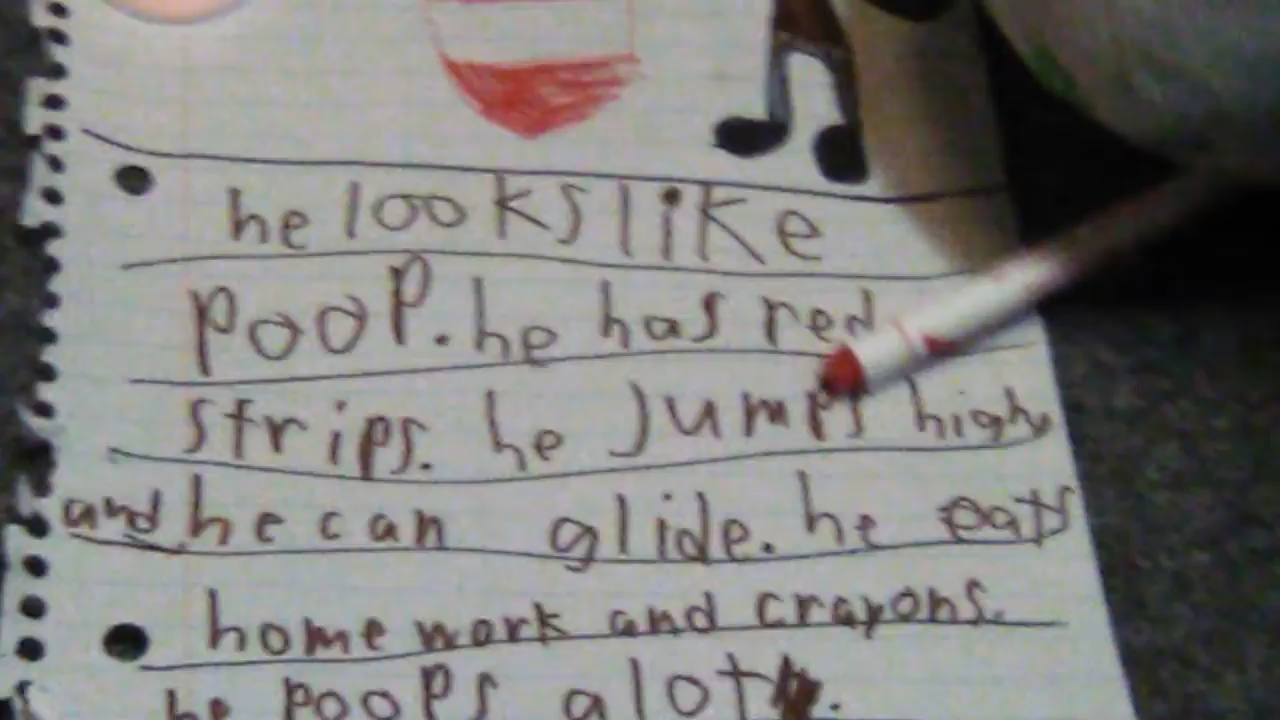 he looks like
poop. he has red
strips. he Jumps high
and he can glide. he eats
home work and crayons.
he poops alot.